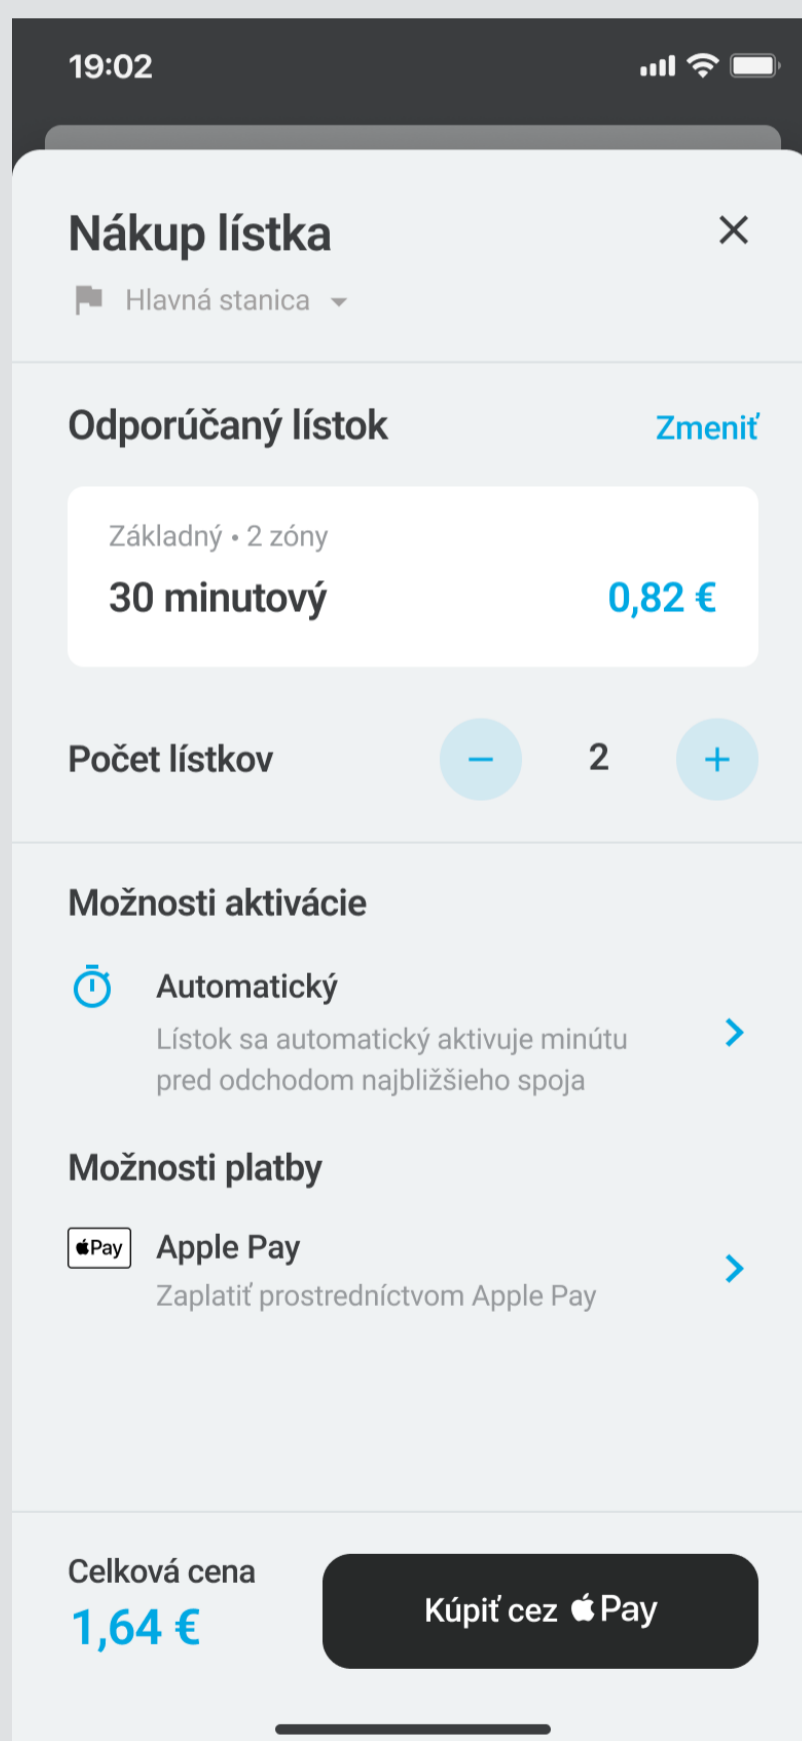 19:02
Nákup lístka
Hlavná stanica
Odporúčaný lístok
Zmeniť
Základný • 2 zóny
30 minutový
0,82 €
Počet lístkov
− 2 +
Možnosti aktivácie
Automatický
Lístok sa automatický aktivuje minútu
pred odchodom najbližšieho spoja
Možnosti platby
Pay
Apple Pay
Zaplatiť prostredníctvom Apple Pay
Celková cena
1,64 €
Kúpiť cez Pay